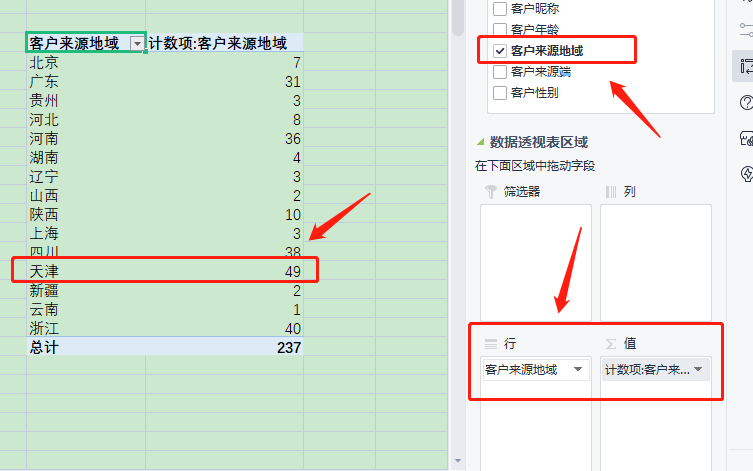 客户昵称
客户年龄
客户来源地域
客户来源端
客户性别
客户来源地域 计数项:客户来源地域
北京 7
广东 31
贵州 3
河北 8
河南 36
湖南 4
辽宁 3
山西 2
陕西 10
上海 3
四川 38
天津 49
新疆 2
云南 1
浙江 40
总计 237
数据透视表区域
在下面区域中拖动字段
筛选器
列
行
值
客户来源地域
计数项:客户来...